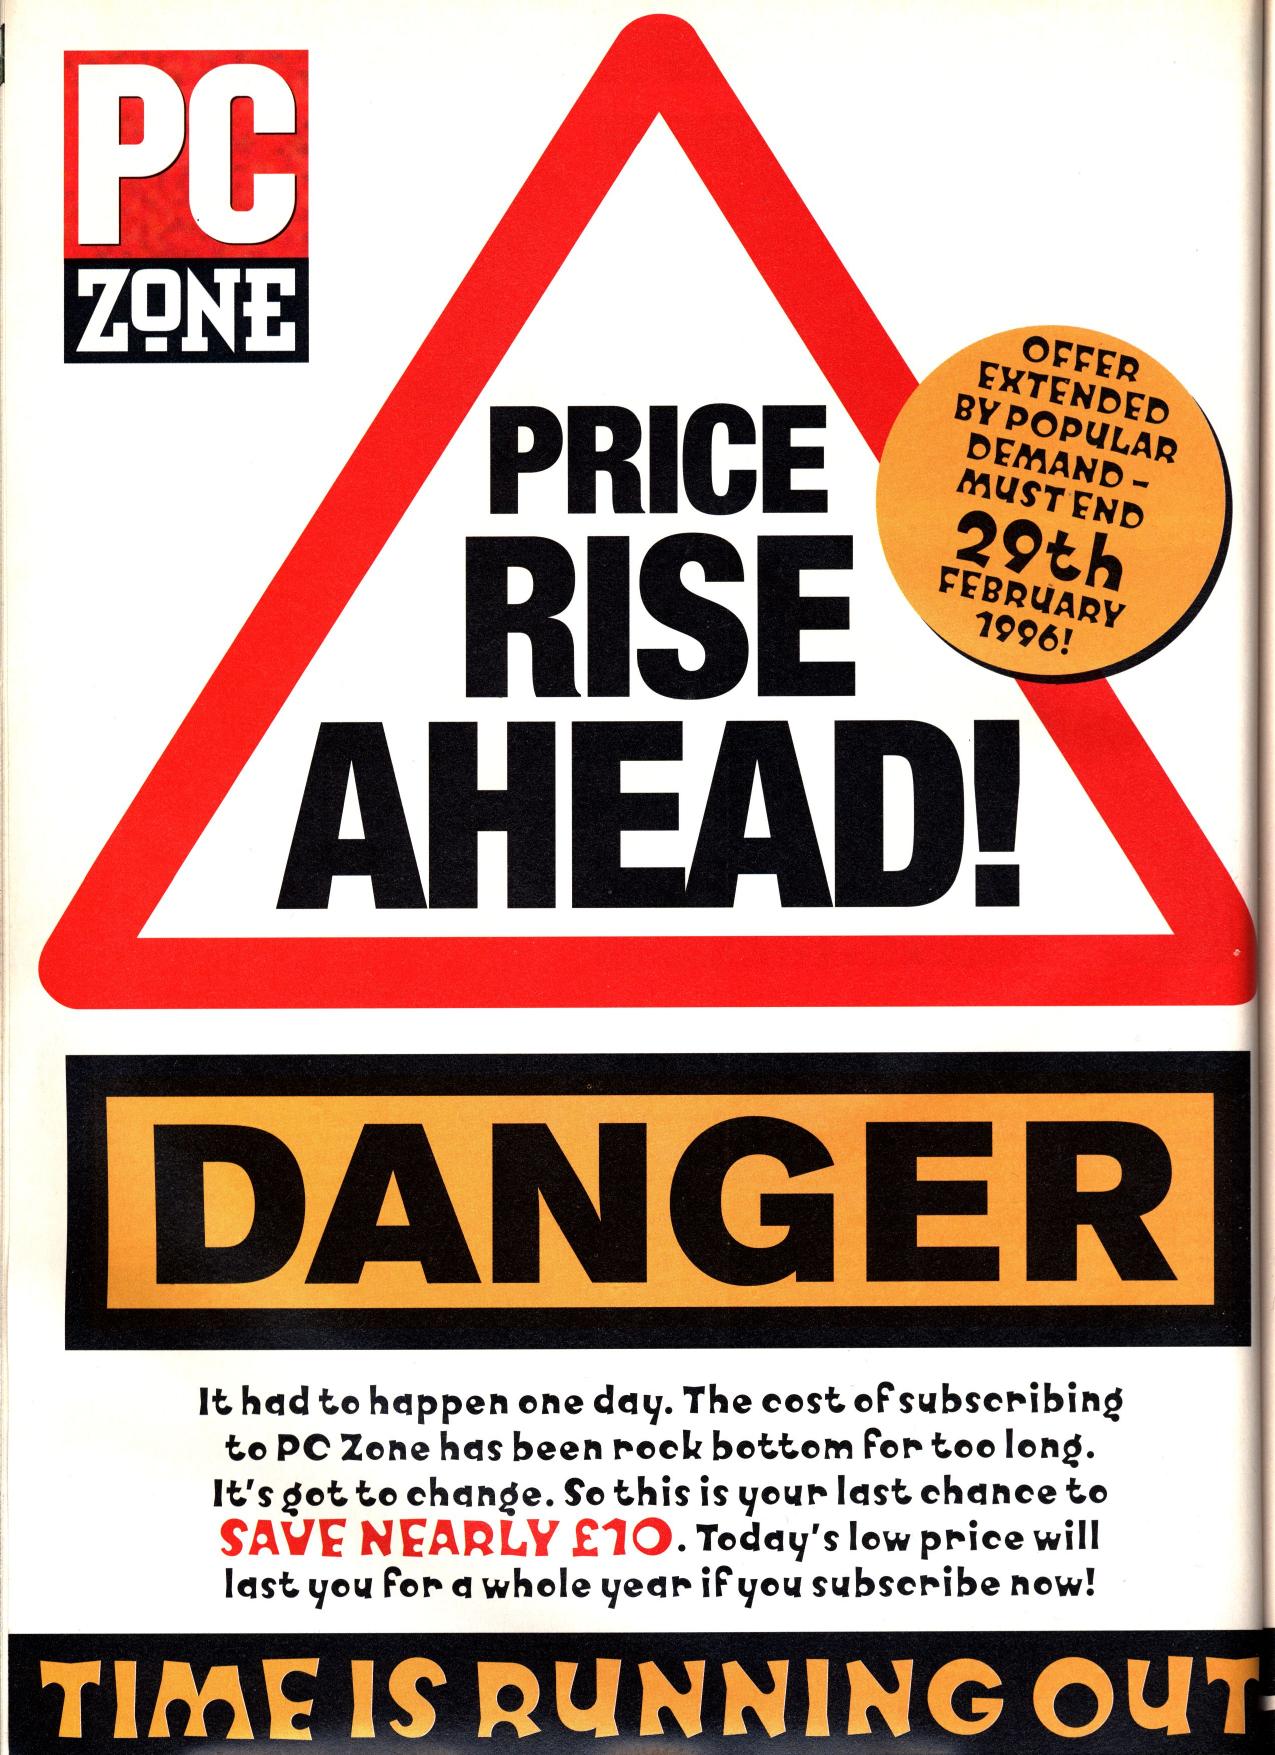 PC
ZONE
PRICE
RISE
AHEAD!
OFFER
EXTENDED
BY POPULAR
DEMAND –
MUST END
29th
FEBRUARY
1996!
DANGER
It had to happen one day. The cost of subscribing
to PC Zone has been rock bottom for too long.
It's got to change. So this is your last chance to
SAVE NEARLY £10. Today's low price will
last you for a whole year if you subscribe now!
TIME IS RUNNING OUT